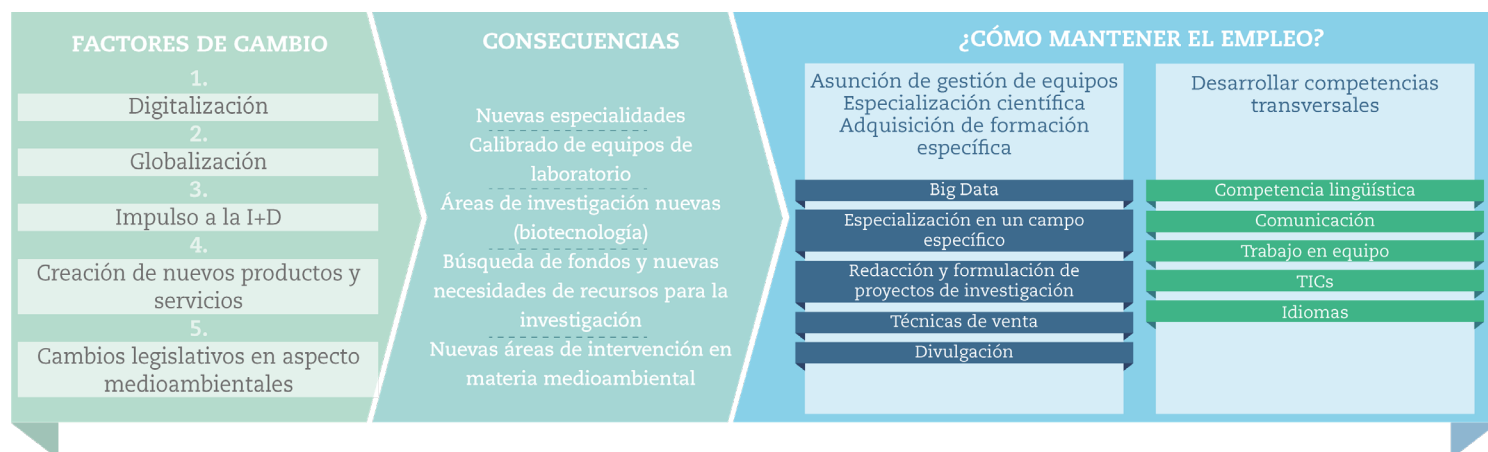 FACTORES DE CAMBIO
1.
Digitalización
2.
Globalización
3.
Impulso a la I+D
4.
Creación de nuevos productos y
servicios
5.
Cambios legislativos en aspecto
medioambientales
CONSECUENCIAS
Nuevas especialidades
Calibrado de equipos de
laboratorio
Áreas de investigación nuevas
(biotecnología)
Búsqueda de fondos y nuevas
necesidades de recursos para la
investigación
Nuevas áreas de intervención en
materia medioambiental
¿CÓMO MANTENER EL EMPLEO?
Asunción de gestión de equipos
Especialización científica
Adquisición de formación
específica
Big Data
Especialización en un campo
específico
Redacción y formulación de
proyectos de investigación
Técnicas de venta
Divulgación
Desarrollar competencias
transversales
Competencia lingüística
Comunicación
Trabajo en equipo
TICs
Idiomas